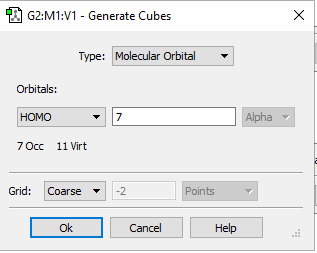 G2:M1:V1 - Generate Cubes
Type: Molecular Orbital
Orbitals:
HOMO 7 Alpha
7 Occ 11 Virt
Grid: Coarse -2 Points
Ok Cancel Help